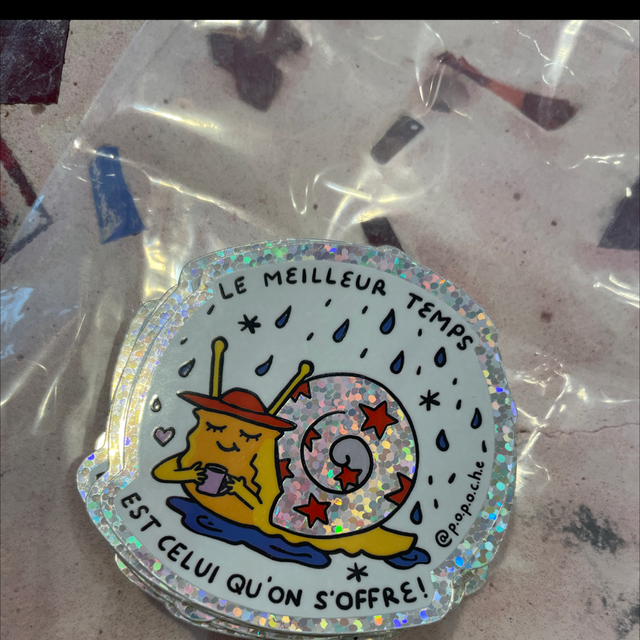 LE MEILLEUR TEMPS
EST CELUI QU'ON S'OFFRE!
@p.a.p.o.c.h.e